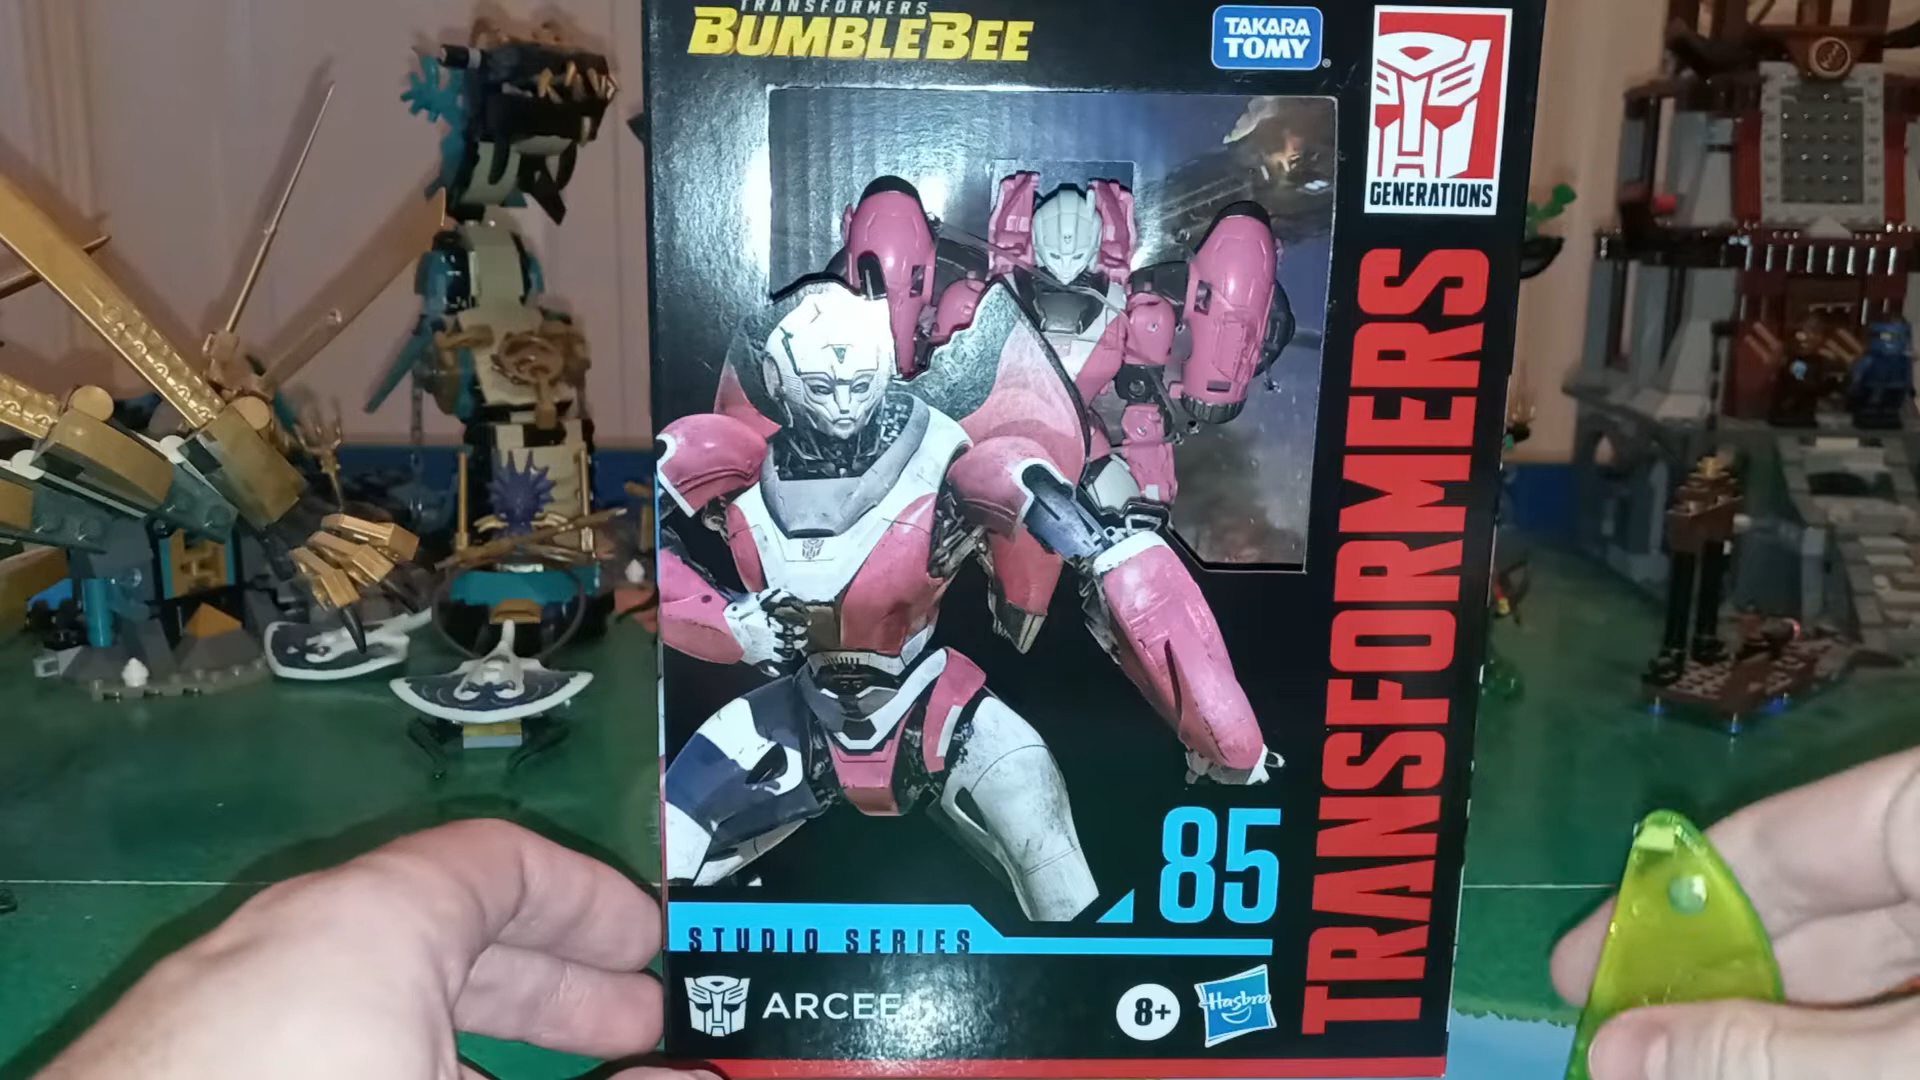 TRANSFORMERS
BUMBLEBEE
TAKARA
TOMY
GENERATIONS
TRANSFORMERS
85
STUDIO SERIES
ARCEE
8+
Hasbro